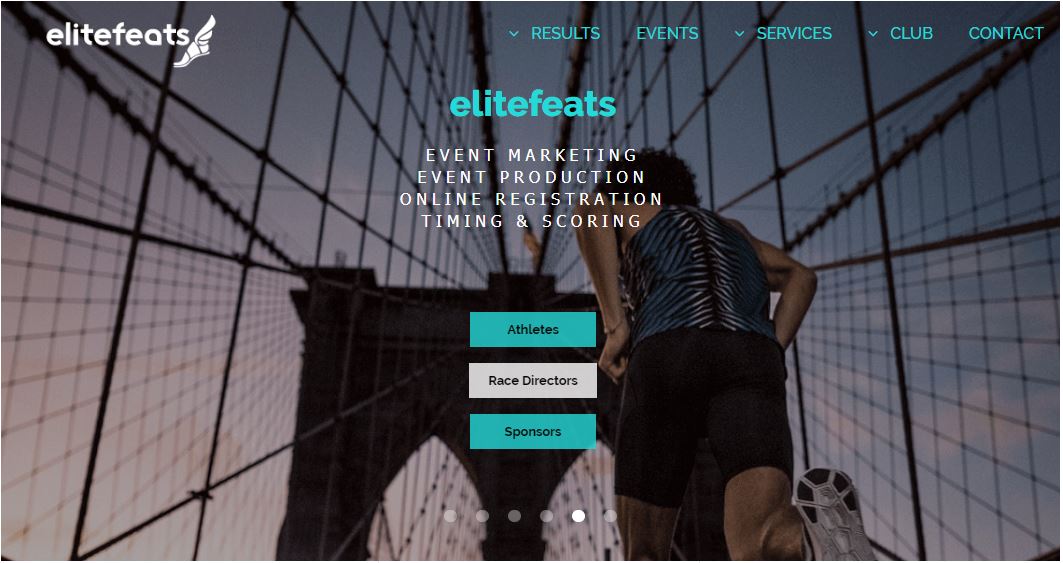 elitefeats
RESULTS EVENTS SERVICES CLUB CONTACT
elitefeats
EVENT MARKETING
EVENT PRODUCTION
ONLINE REGISTRATION
TIMING & SCORING
Athletes
Race Directors
Sponsors